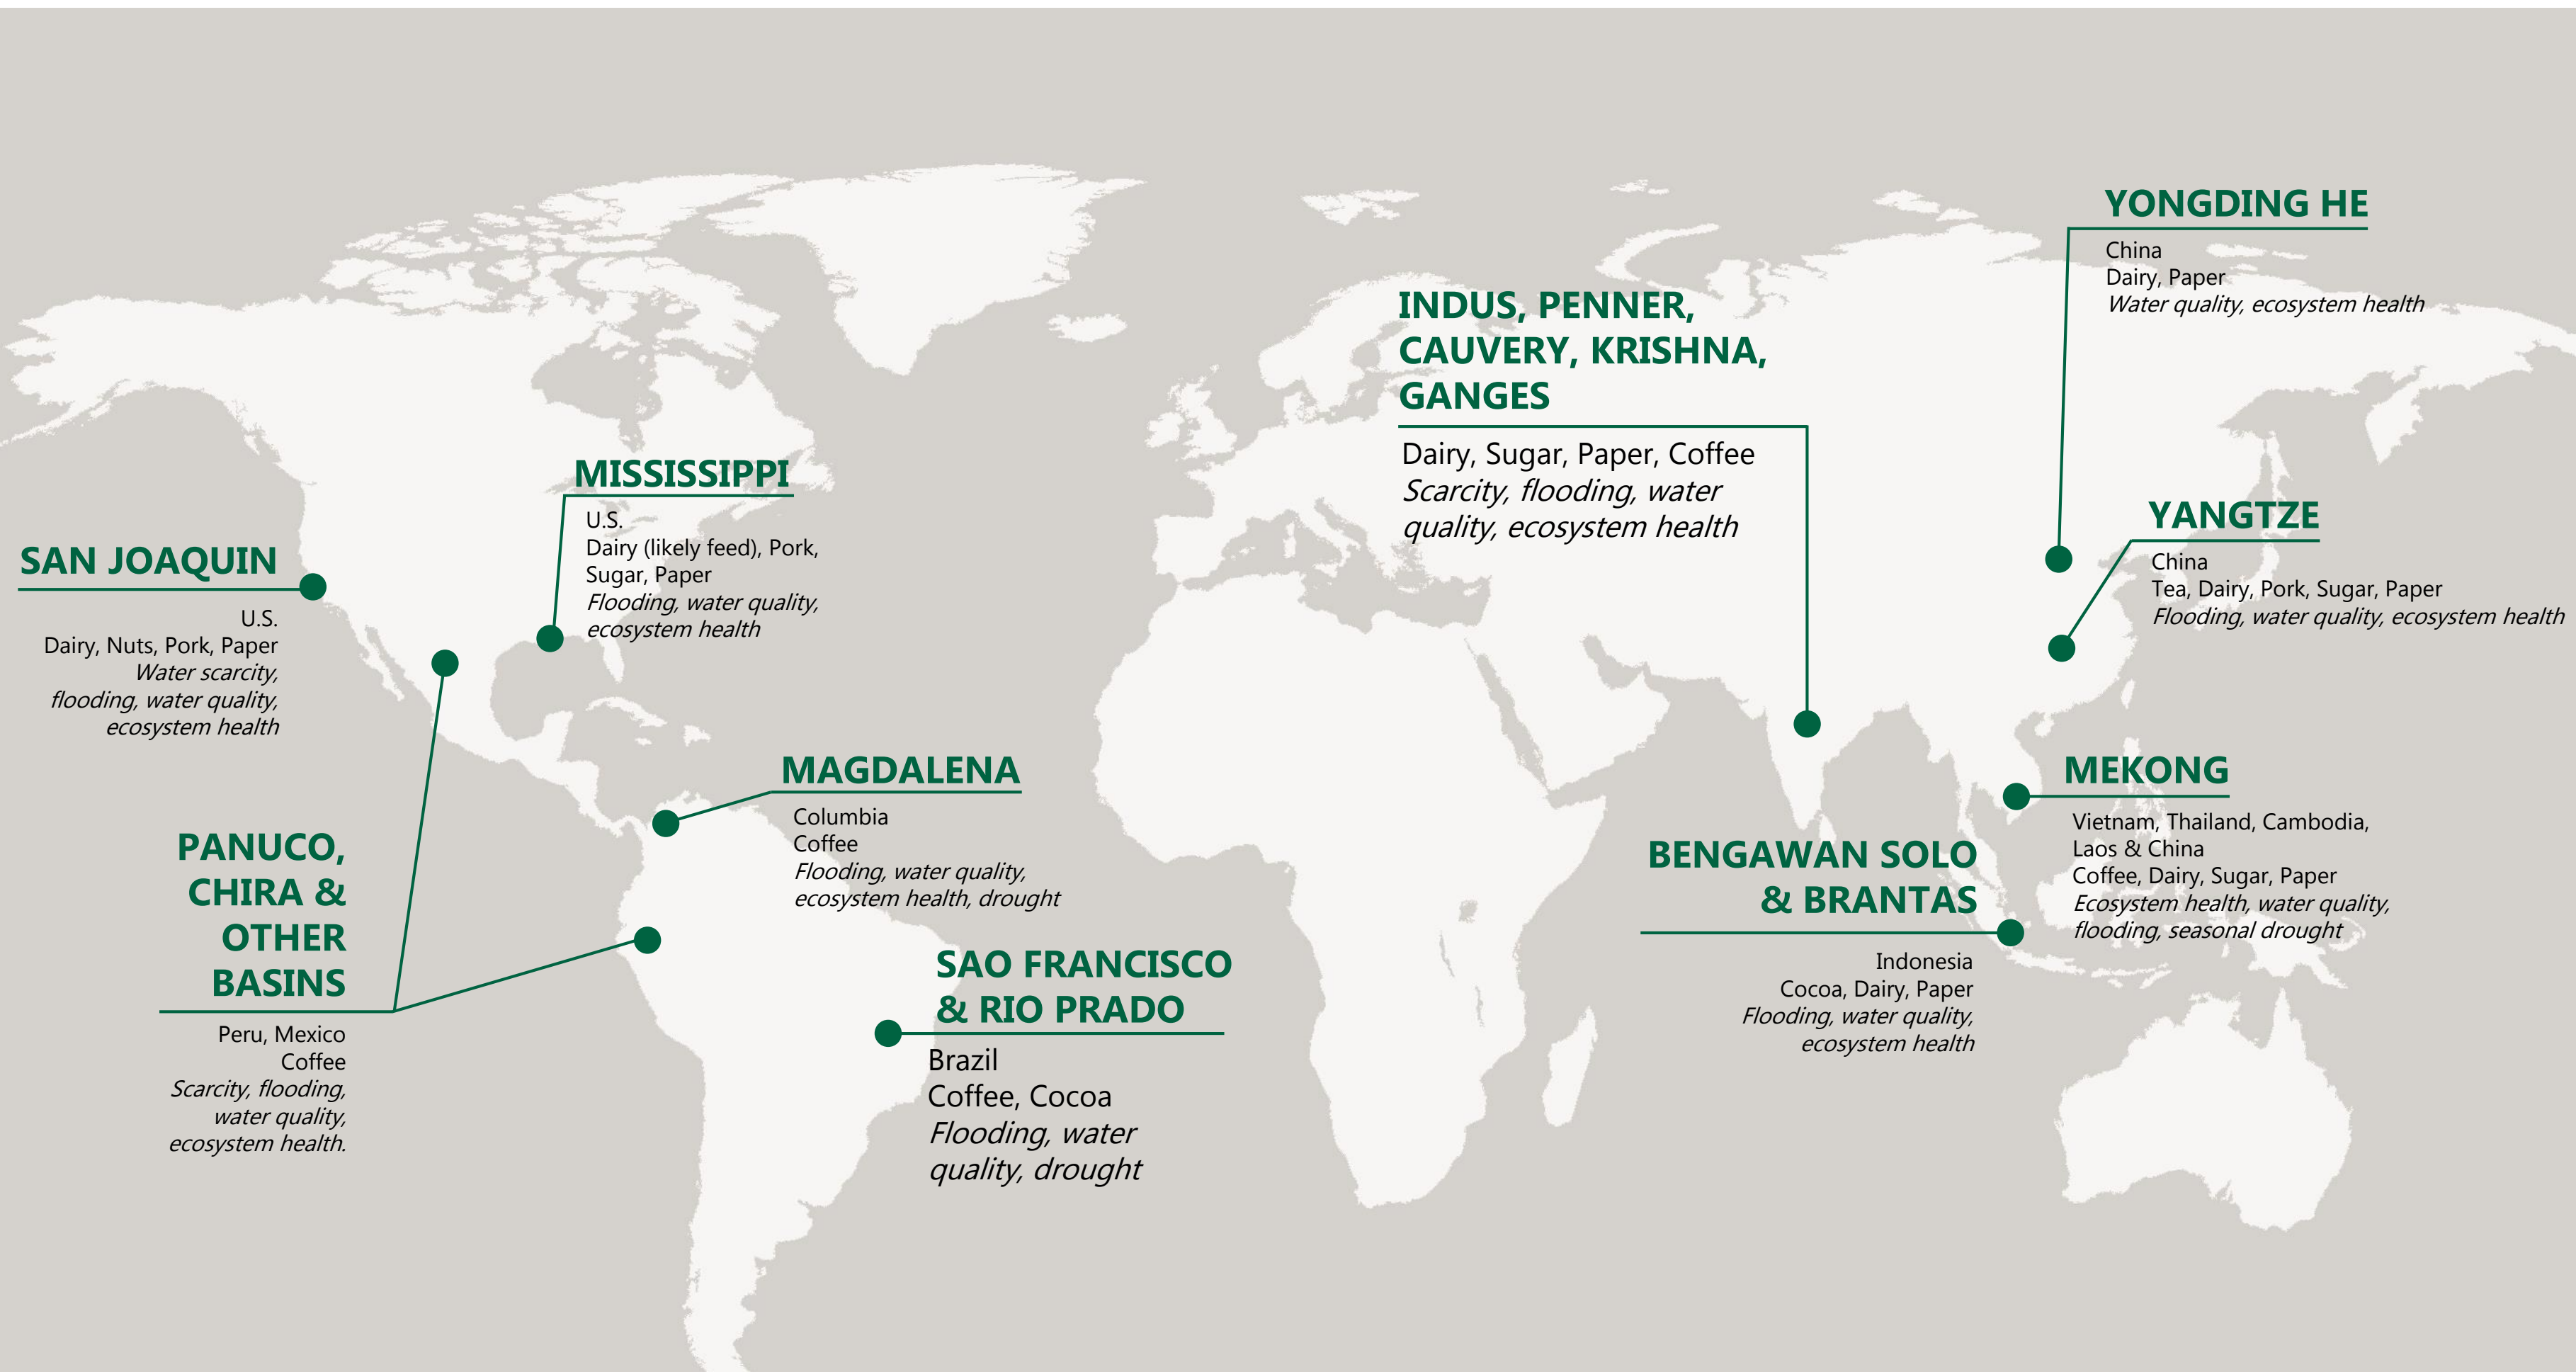 YONGDING HE
China
Dairy, Paper
Water quality, ecosystem health
INDUS, PENNER,
CAUVERY, KRISHNA,
GANGES
Dairy, Sugar, Paper, Coffee
Scarcity, flooding, water
quality, ecosystem health
MISSISSIPPI
U.S.
Dairy (likely feed), Pork,
Sugar, Paper
Flooding, water quality,
ecosystem health
YANGTZE
China
Tea, Dairy, Pork, Sugar, Paper
Flooding, water quality, ecosystem health
SAN JOAQUIN
U.S.
Dairy, Nuts, Pork, Paper
Water scarcity,
flooding, water quality,
ecosystem health
MAGDALENA
Columbia
Coffee
Flooding, water quality,
ecosystem health, drought
MEKONG
Vietnam, Thailand, Cambodia,
Laos & China
Coffee, Dairy, Sugar, Paper
Ecosystem health, water quality,
flooding, seasonal drought
PANUCO,
CHIRA &
OTHER
BASINS
Peru, Mexico
Coffee
Scarcity, flooding,
water quality,
ecosystem health.
BENGAWAN SOLO
& BRANTAS
Indonesia
Cocoa, Dairy, Paper
Flooding, water quality,
ecosystem health
SAO FRANCISCO
& RIO PRADO
Brazil
Coffee, Cocoa
Flooding, water
quality, drought